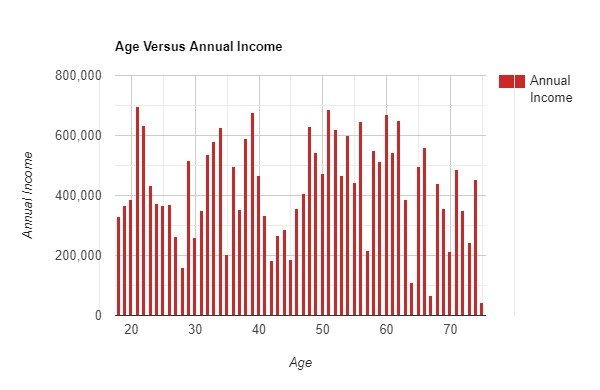 Age Versus Annual Income
800,000
600,000
400,000
200,000
0
Annual Income
20 30 40 50 60 70
Age
Annual
Income